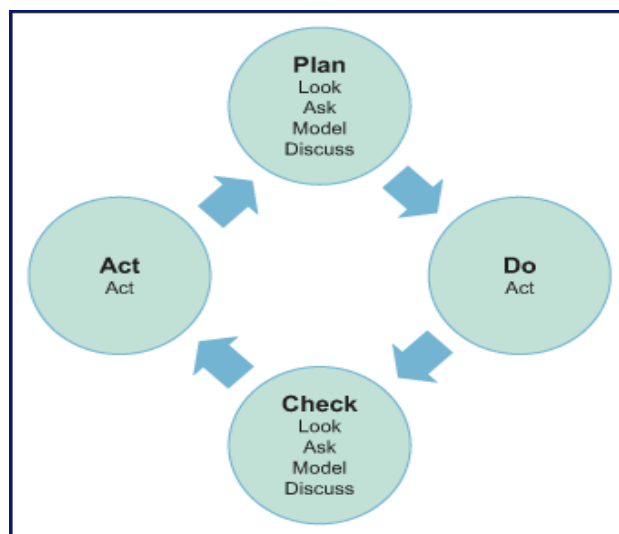 Plan
Look
Ask
Model
Discuss
Act
Act
Do
Act
Check
Look
Ask
Model
Discuss